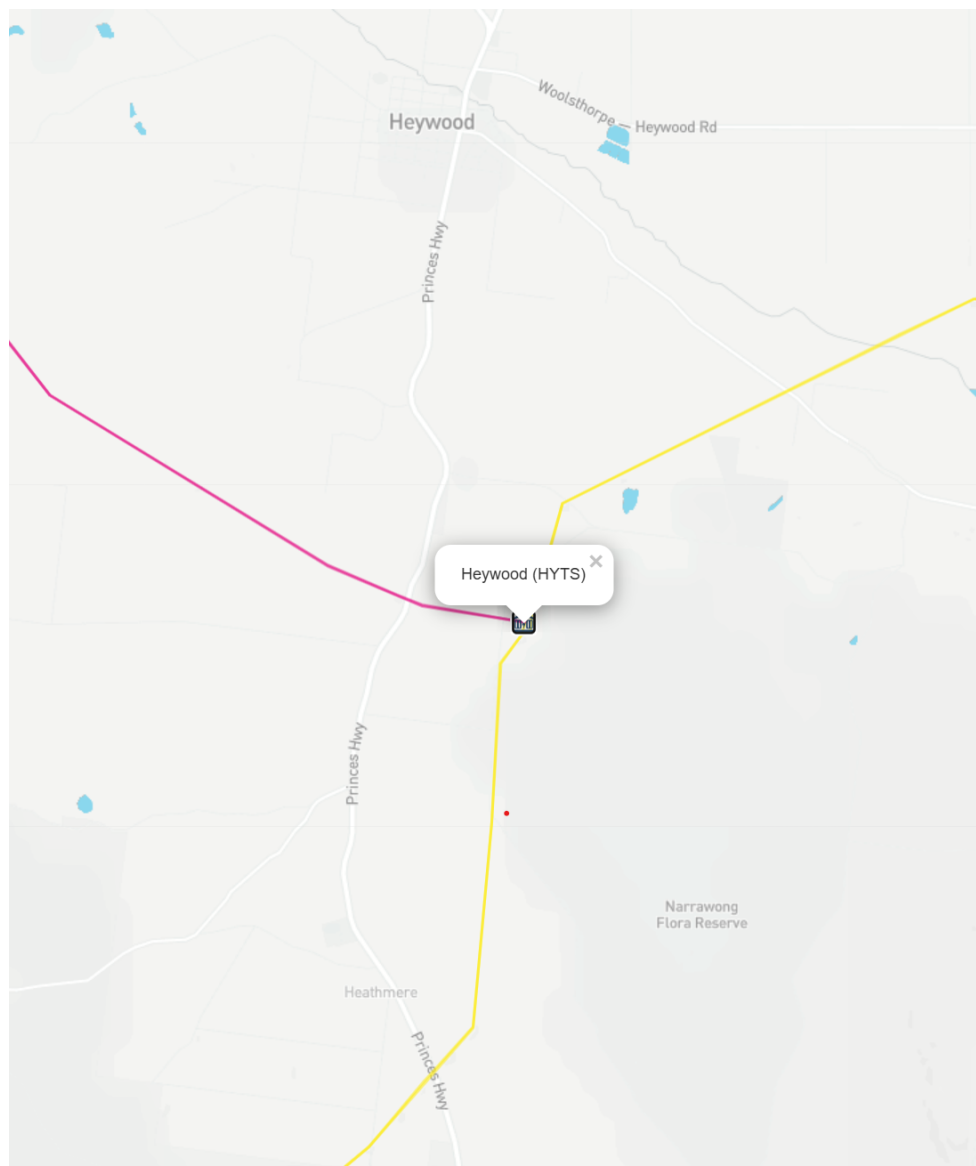 Woolsthorpe — Heywood Rd
Heywood
Princes Hwy
×
Heywood (HYTS)
Princes Hwy
Narrawong
Flora Reserve
Heathmere
Princes Hwy